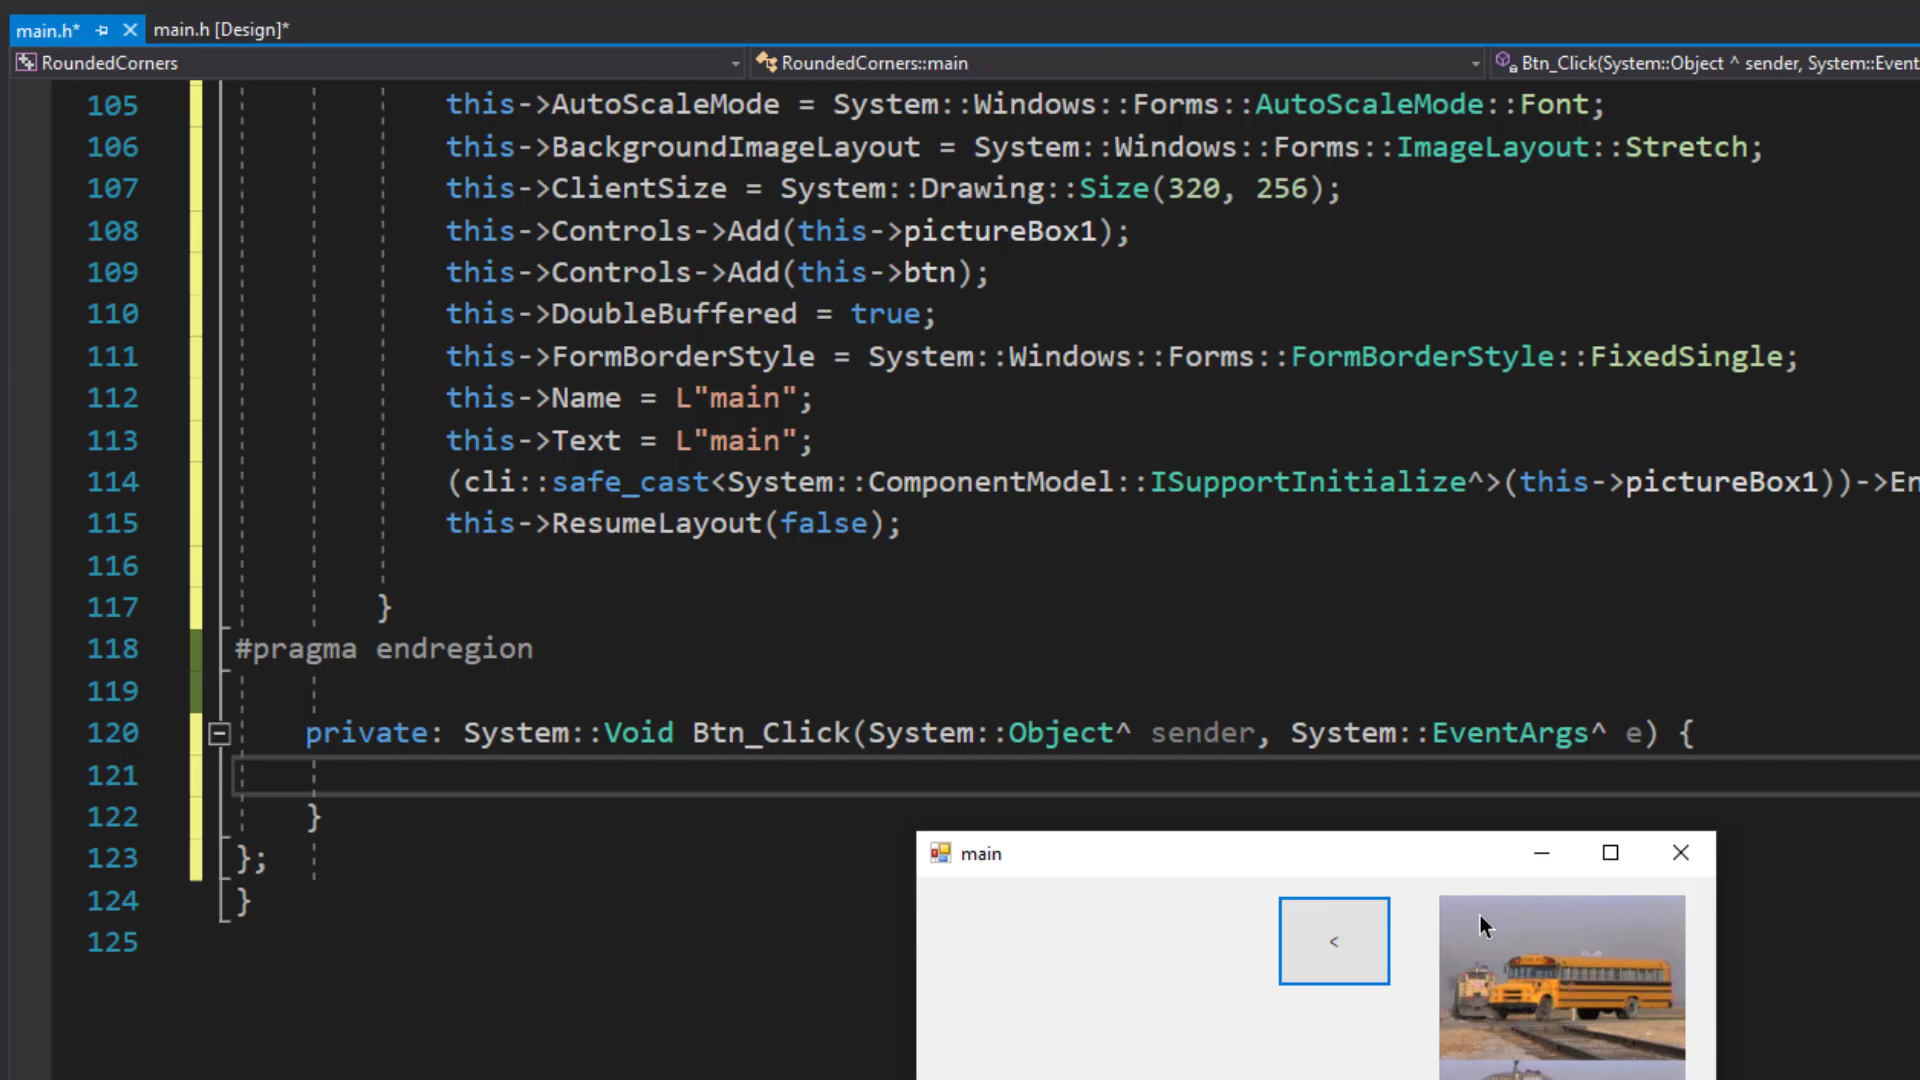 main.h*
main.h [Design]*
RoundedCorners
RoundedCorners::main
Btn_Click(System::Object ^ sender, System::Event
105 this->AutoScaleMode = System::Windows::Forms::AutoScaleMode::Font;
106 this->BackgroundImageLayout = System::Windows::Forms::ImageLayout::Stretch;
107 this->ClientSize = System::Drawing::Size(320, 256);
108 this->Controls->Add(this->pictureBox1);
109 this->Controls->Add(this->btn);
110 this->DoubleBuffered = true;
111 this->FormBorderStyle = System::Windows::Forms::FormBorderStyle::FixedSingle;
112 this->Name = L"main";
113 this->Text = L"main";
114 (cli::safe_cast<System::ComponentModel::ISupportInitialize^>(this->pictureBox1))->En
115 this->ResumeLayout(false);
116
117 }
118 #pragma endregion
119
120 private: System::Void Btn_Click(System::Object^ sender, System::EventArgs^ e) {
121
122 }
123 };
124 }
125
main
<